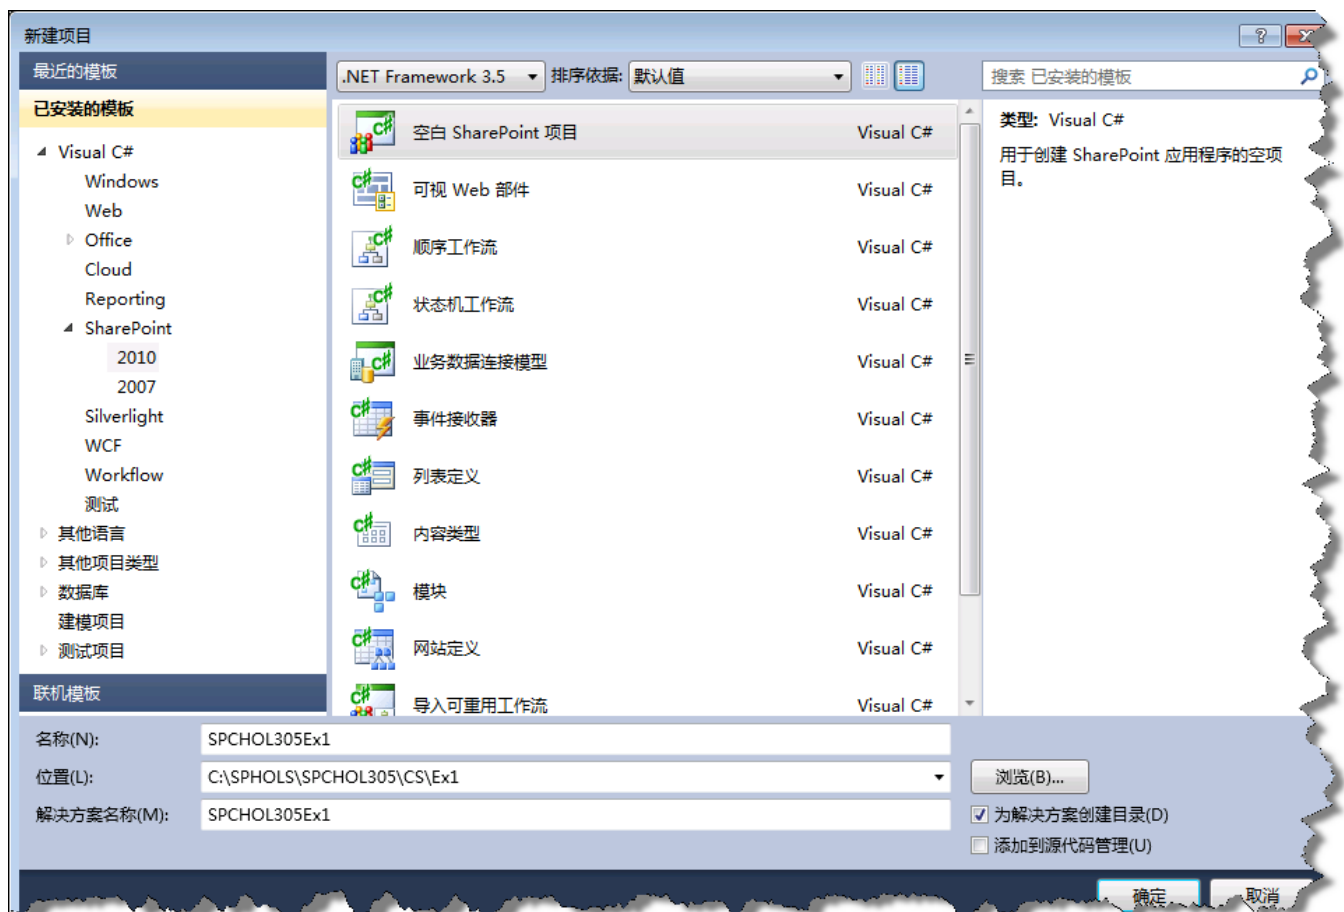 新建项目
最近的模板
.NET Framework 3.5 排序依据: 默认值
搜索 已安装的模板
已安装的模板
Visual C#
Windows
Web
Office
Cloud
Reporting
SharePoint
2010
2007
Silverlight
WCF
Workflow
测试
其他语言
其他项目类型
数据库
建模项目
测试项目
联机模板
空白 SharePoint 项目 Visual C#
可视 Web 部件 Visual C#
顺序工作流 Visual C#
状态机工作流 Visual C#
业务数据连接模型 Visual C#
事件接收器 Visual C#
列表定义 Visual C#
内容类型 Visual C#
模块 Visual C#
网站定义 Visual C#
导入可重用工作流 Visual C#
类型: Visual C#
用于创建 SharePoint 应用程序的空项
目。
名称(N): SPCHOL305Ex1
位置(L): C:\SPHOLS\SPCHOL305\CS\Ex1 浏览(B)...
解决方案名称(M): SPCHOL305Ex1
为解决方案创建目录(D)
添加到源代码管理(U)
确定 取消